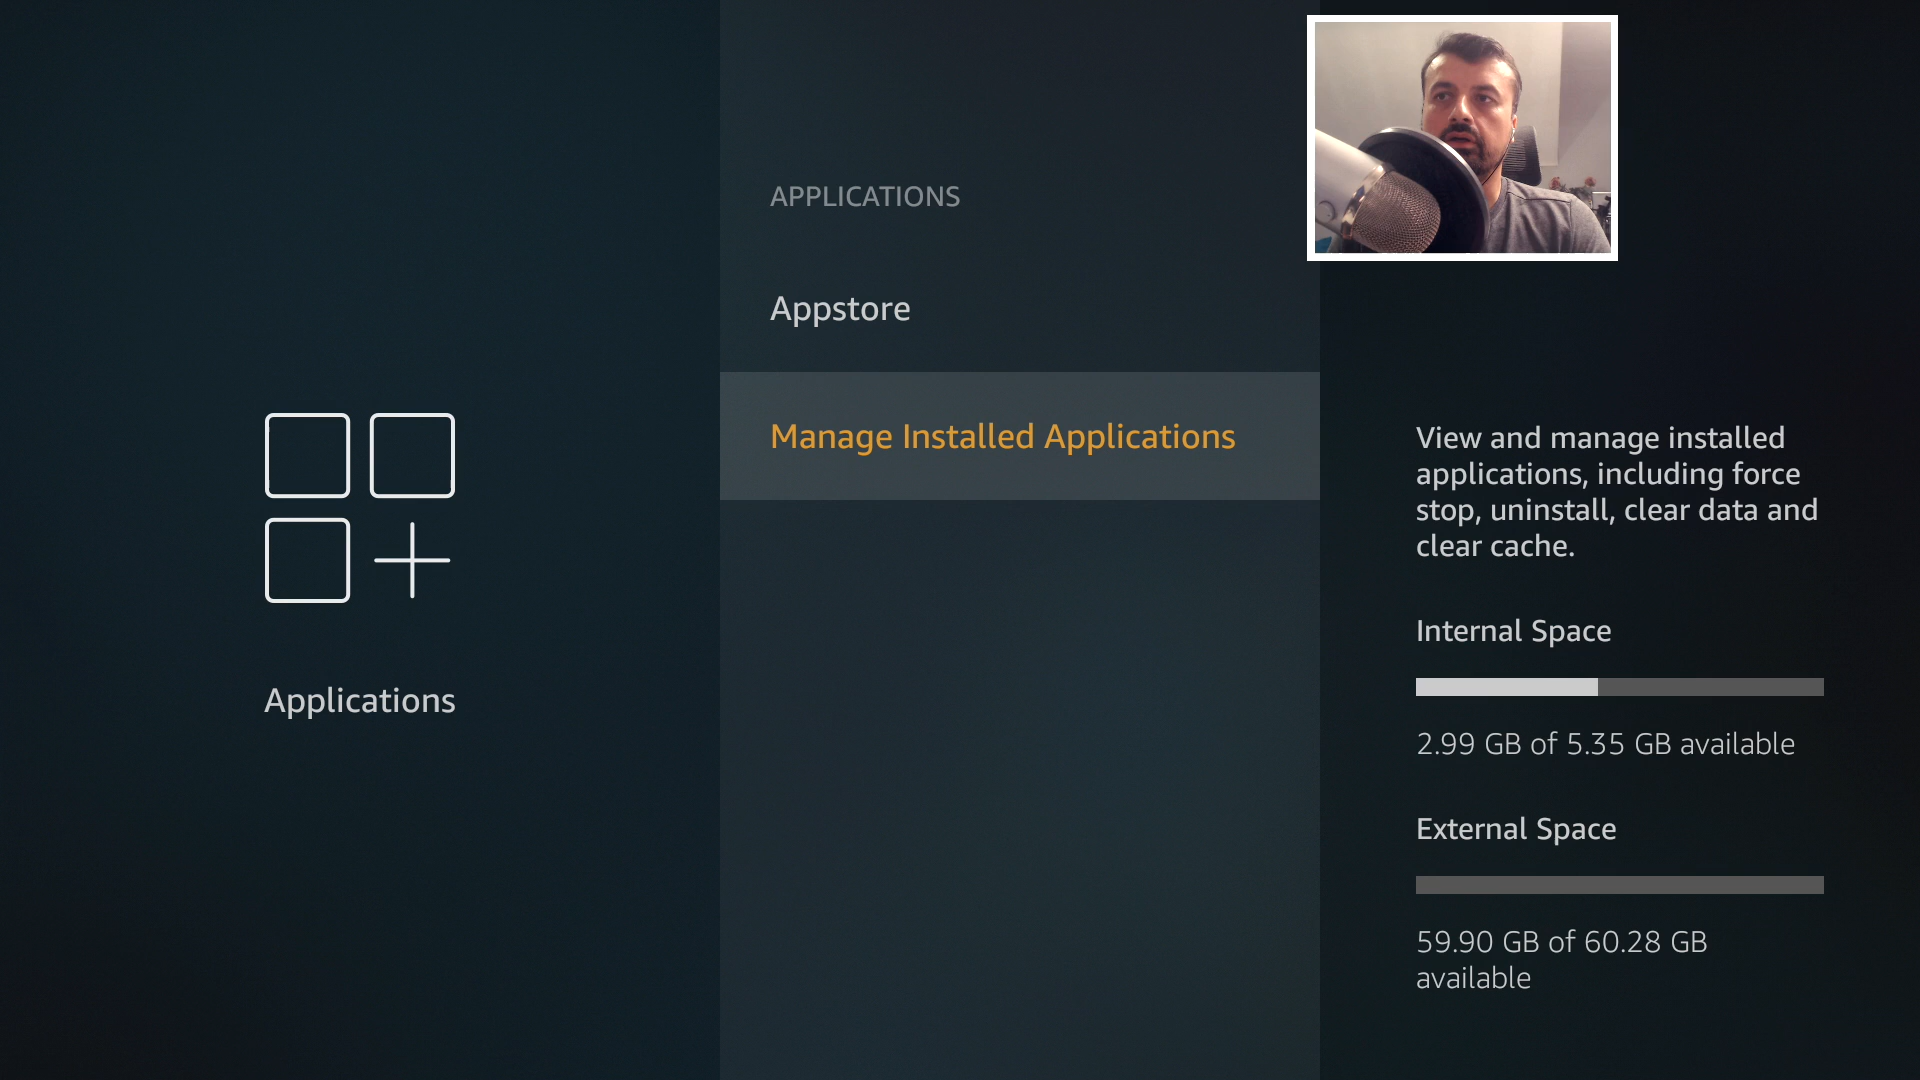 APPLICATIONS
Appstore
Manage Installed Applications
Applications
View and manage installed
applications, including force
stop, uninstall, clear data and
clear cache.
Internal Space
2.99 GB of 5.35 GB available
External Space
59.90 GB of 60.28 GB
available